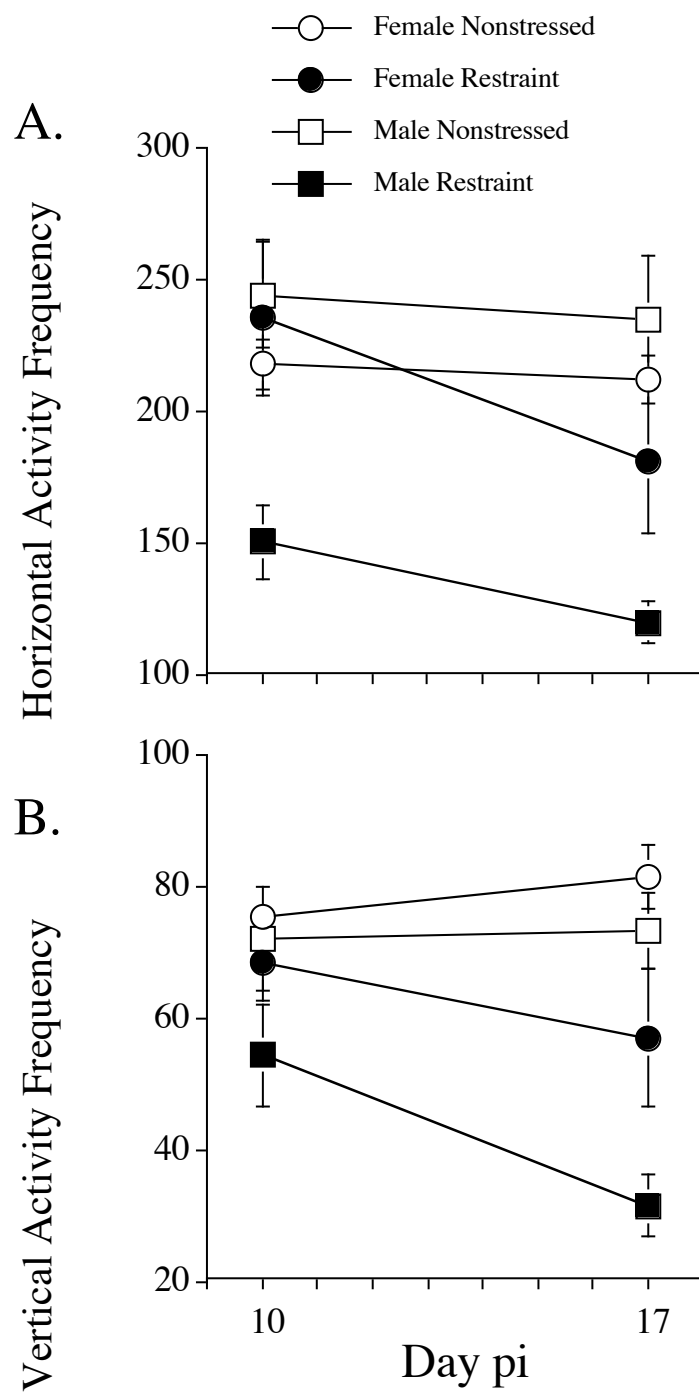 Female Nonstressed
Female Restraint
Male Nonstressed
Male Restraint
A.
Horizontal Activity Frequency
300
250
200
150
100
B.
Vertical Activity Frequency
100
80
60
40
20
10 17
Day pi